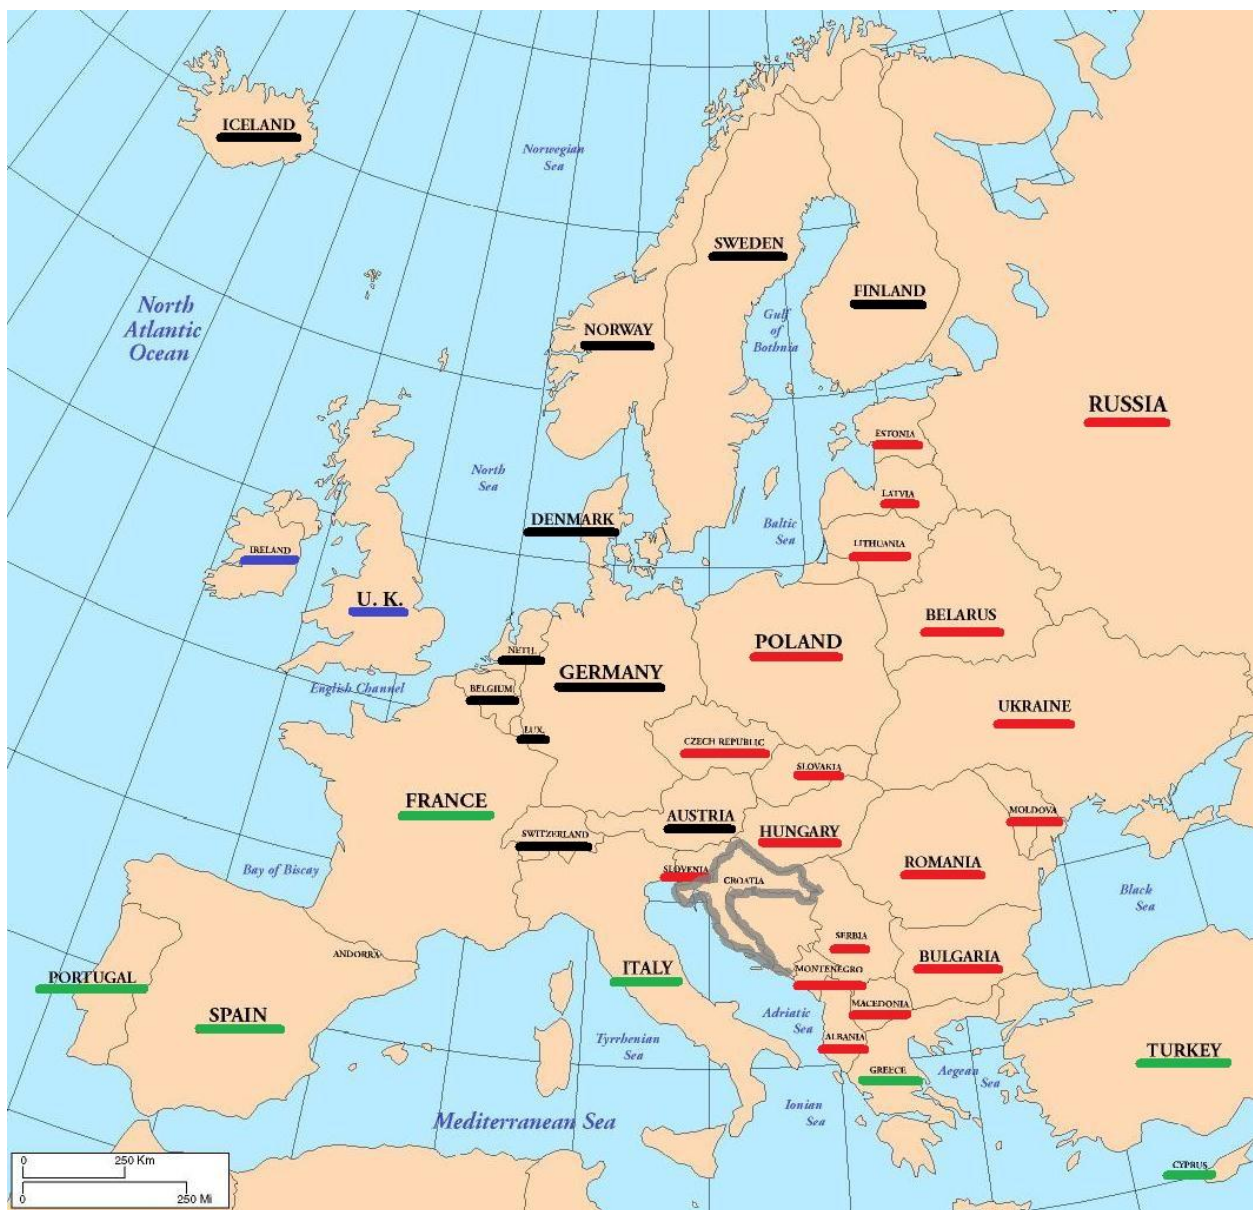 ICELAND
Norwegian
Sea
SWEDEN
FINLAND
North
Atlantic
Ocean
Gulf
of
Bothnia
NORWAY
RUSSIA
ESTONIA
North
Sea
LATVIA
DENMARK
Baltic
Sea
LITHUANIA
IRELAND
U. K.
BELARUS
POLAND
NETH.
GERMANY
English Channel
BELGIUM
UKRAINE
LUX.
CZECH REPUBLIC
SLOVAKIA
FRANCE
AUSTRIA
MOLDOVA
SWITZERLAND
HUNGARY
Bay of Biscay
SLOVENIA
CROATIA
ROMANIA
Black
Sea
SERBIA
ANDORRA
BULGARIA
PORTUGAL
ITALY
MONTENEGRO
SPAIN
MACEDONIA
Adriatic
Sea
Tyrrhenian
Sea
ALBANIA
TURKEY
GREECE
Aegean
Sea
Mediterranean Sea
Ionian
Sea
CYPRUS
0 250 Km
0 250 Mi